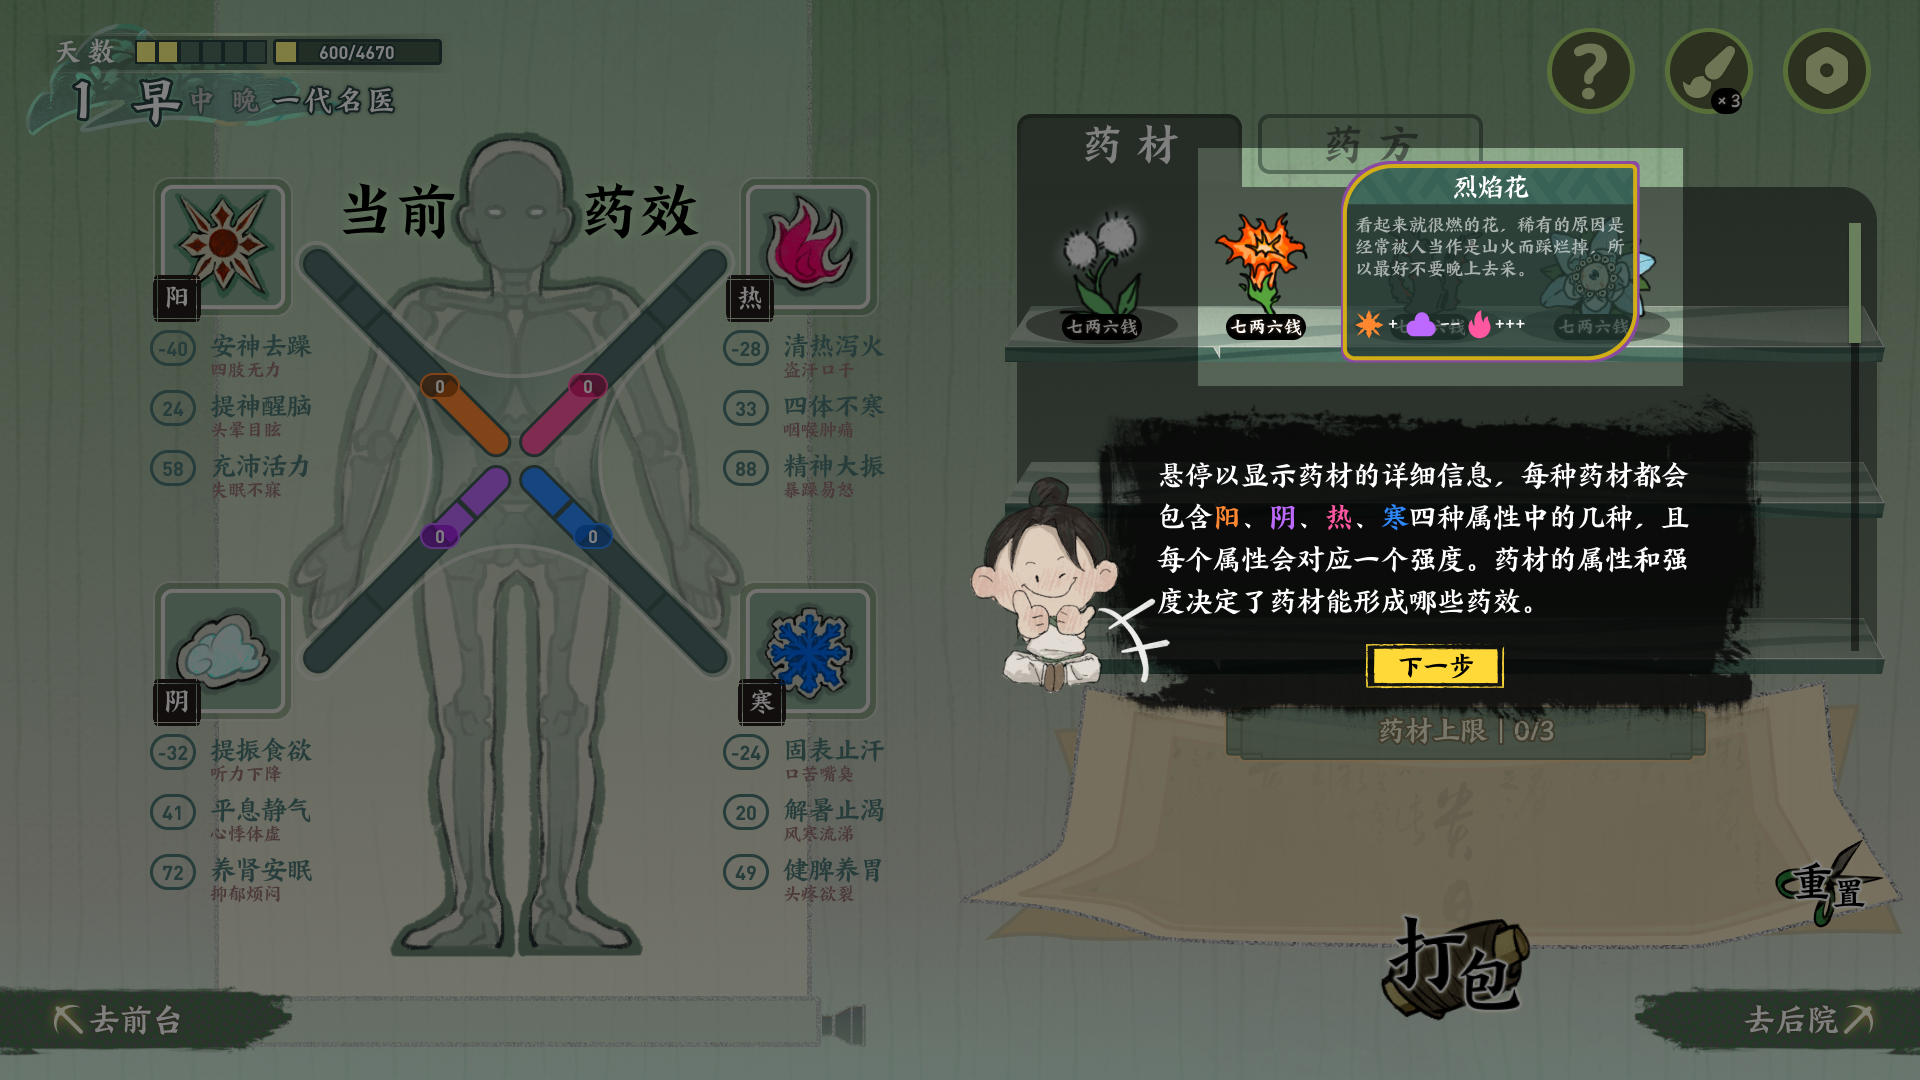 天数
600/4670
1 早 中 晚 一代名医
× 3
当前药效
阳
-40 安神去躁
四肢无力
24 提神醒脑
头晕目眩
58 充沛活力
失眠不寐
热
-28 清热泻火
盗汗口干
33 四体不寒
咽喉肿痛
88 精神大振
暴躁易怒
0
0
0
0
阴
-32 提振食欲
听力下降
41 平息静气
心悸体虚
72 养肾安眠
抑郁烦闷
寒
-24 固表止汗
口苦嘴臭
20 解暑止渴
风寒流涕
49 健脾养胃
头疼欲裂
药材
药方
七两六钱
七两六钱
七两六钱
烈焰花
看起来就很燃的花，稀有的原因是
经常被人当作是山火而踩烂掉，所
以最好不要晚上去采。
+ -- +++
悬停以显示药材的详细信息，每种药材都会
包含阳、阴、热、寒四种属性中的几种，且
每个属性会对应一个强度。药材的属性和强
度决定了药材能形成哪些药效。
下一步
药材上限 | 0/3
重置
打包
去前台
去后院